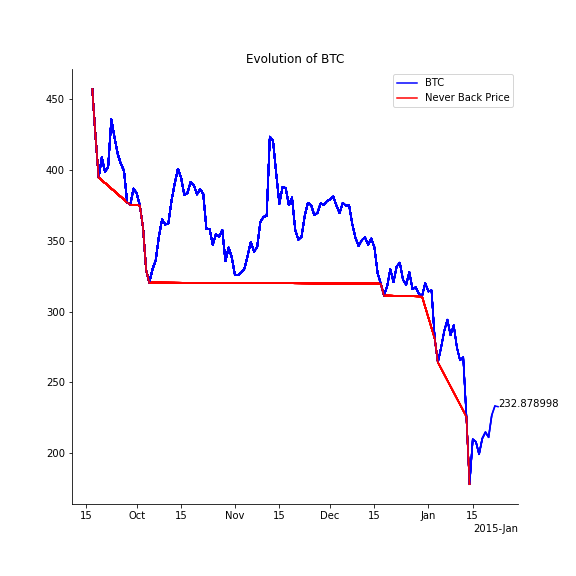 Evolution of BTC
BTC
Never Back Price
450
400
350
300
250
200
232.878998
15
Oct
15
Nov
15
Dec
15
Jan
15
2015-Jan